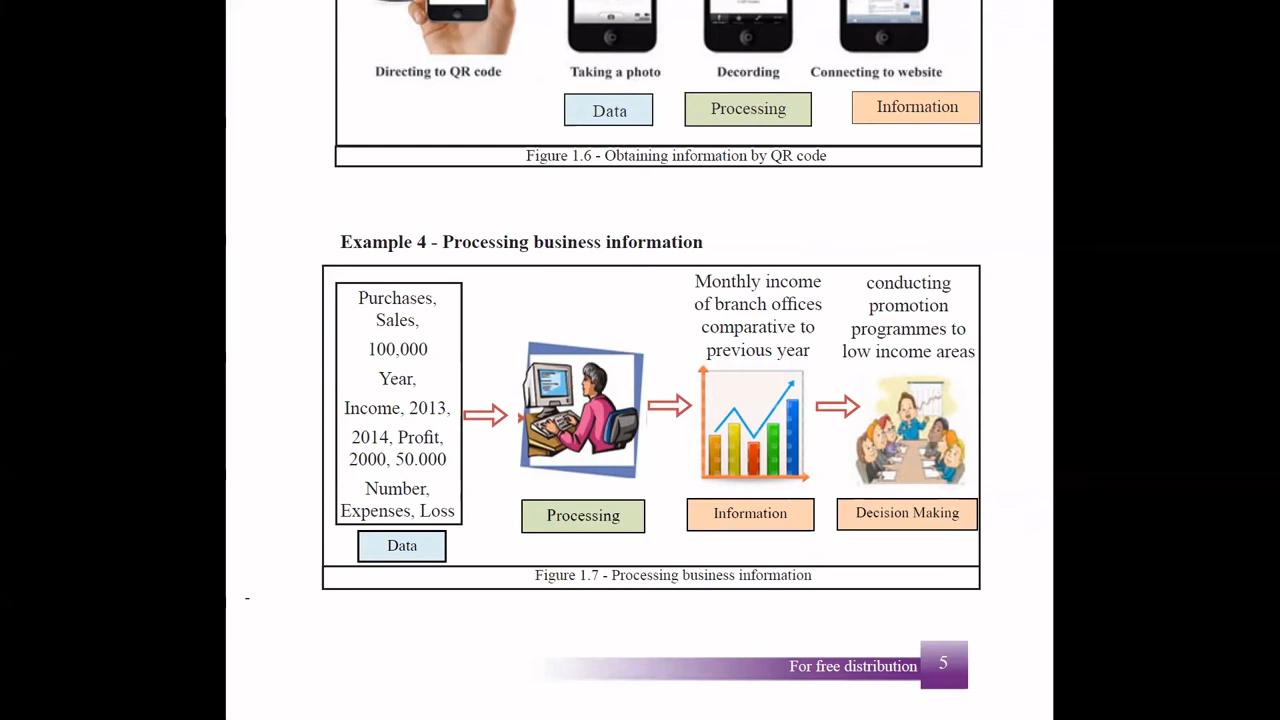 Directing to QR code
Taking a photo
Decording
Connecting to website
Data
Processing
Information
Figure 1.6 - Obtaining information by QR code
Example 4 - Processing business information
Purchases,
Sales,
100,000
Year,
Income, 2013,
2014, Profit,
2000, 50.000
Number,
Expenses, Loss
Data
Processing
Monthly income
of branch offices
comparative to
previous year
Information
conducting
promotion
programmes to
low income areas
Decision Making
Figure 1.7 - Processing business information
-
For free distribution
5